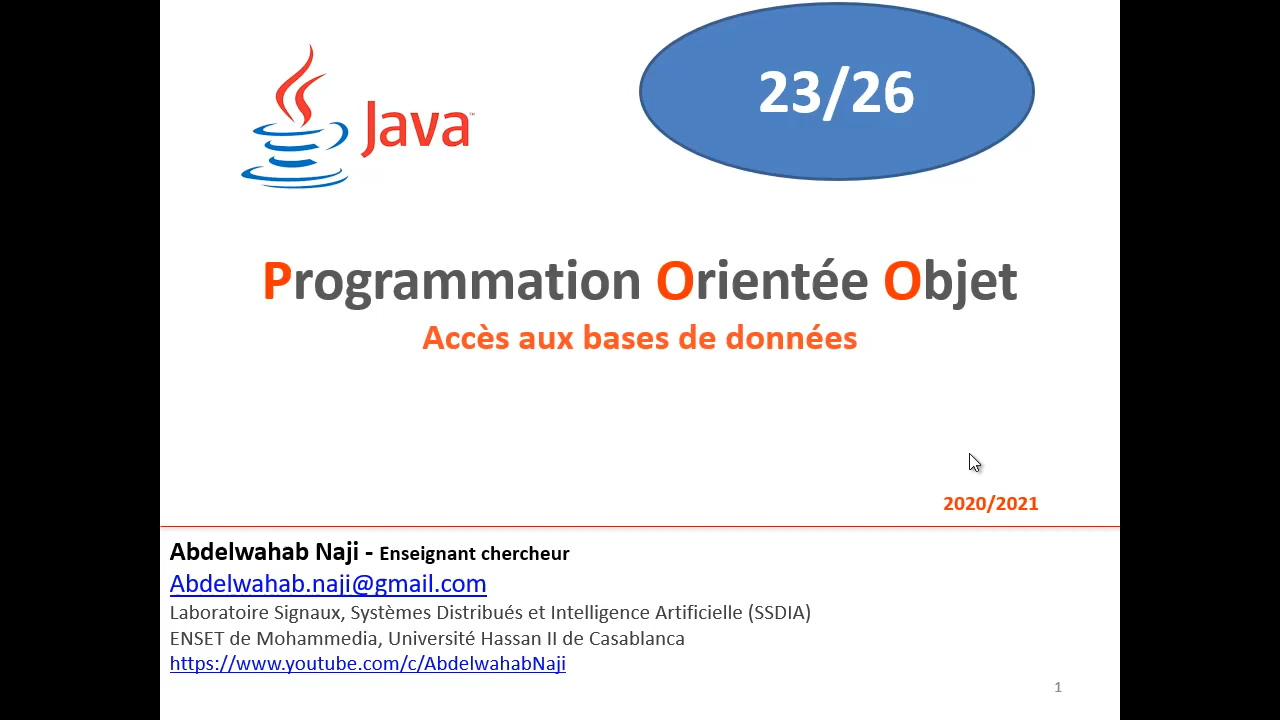 Java™
23/26
Programmation Orientée Objet
Accès aux bases de données
2020/2021
Abdelwahab Naji - Enseignant chercheur
Abdelwahab.naji@gmail.com
Laboratoire Signaux, Systèmes Distribués et Intelligence Artificielle (SSDIA)
ENSET de Mohammedia, Université Hassan II de Casablanca
https://www.youtube.com/c/AbdelwahabNaji
1